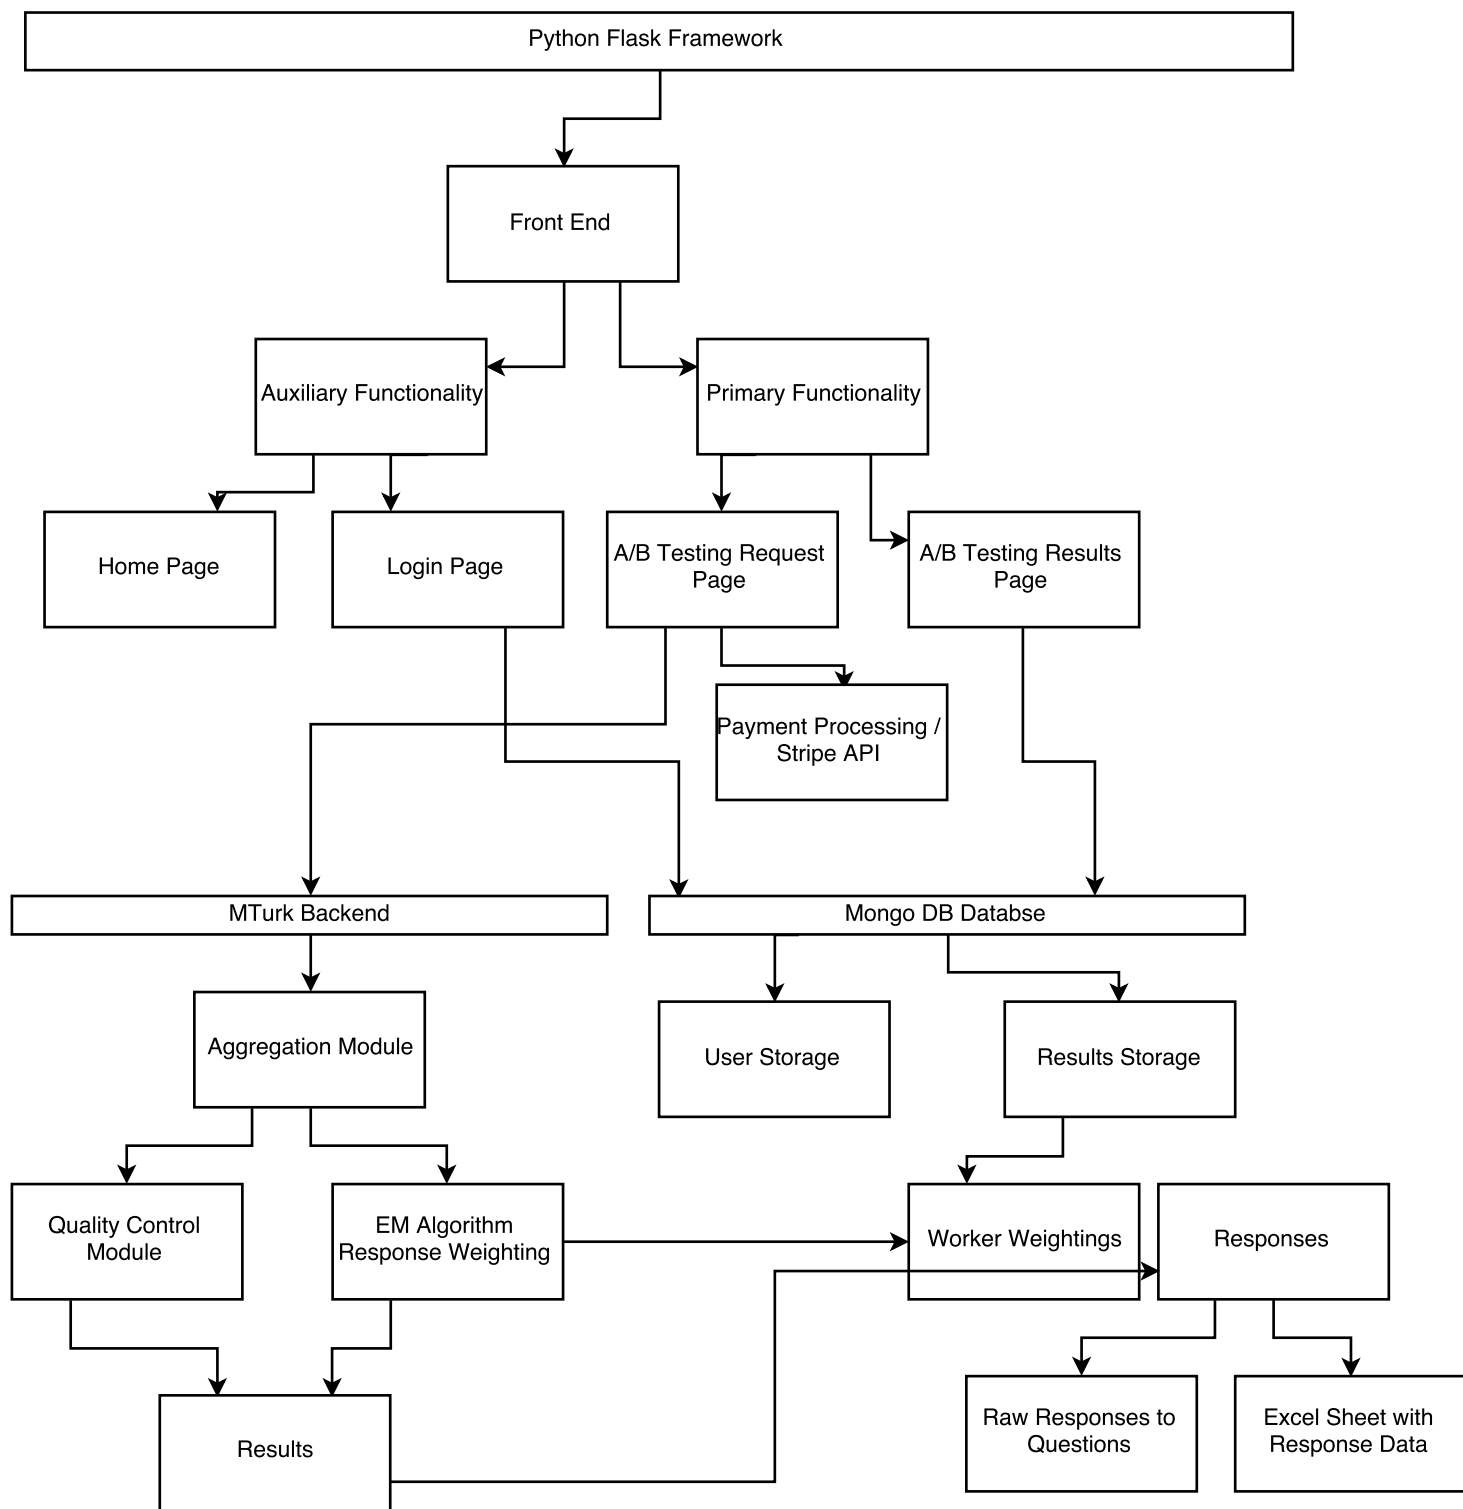 Python Flask Framework
Front End
Auxiliary Functionality
Primary Functionality
Home Page
Login Page
A/B Testing Request
Page
A/B Testing Results
Page
Payment Processing /
Stripe API
MTurk Backend
Mongo DB Databse
Aggregation Module
User Storage
Results Storage
Quality Control
Module
EM Algorithm
Response Weighting
Worker Weightings
Responses
Results
Raw Responses to
Questions
Excel Sheet with
Response Data